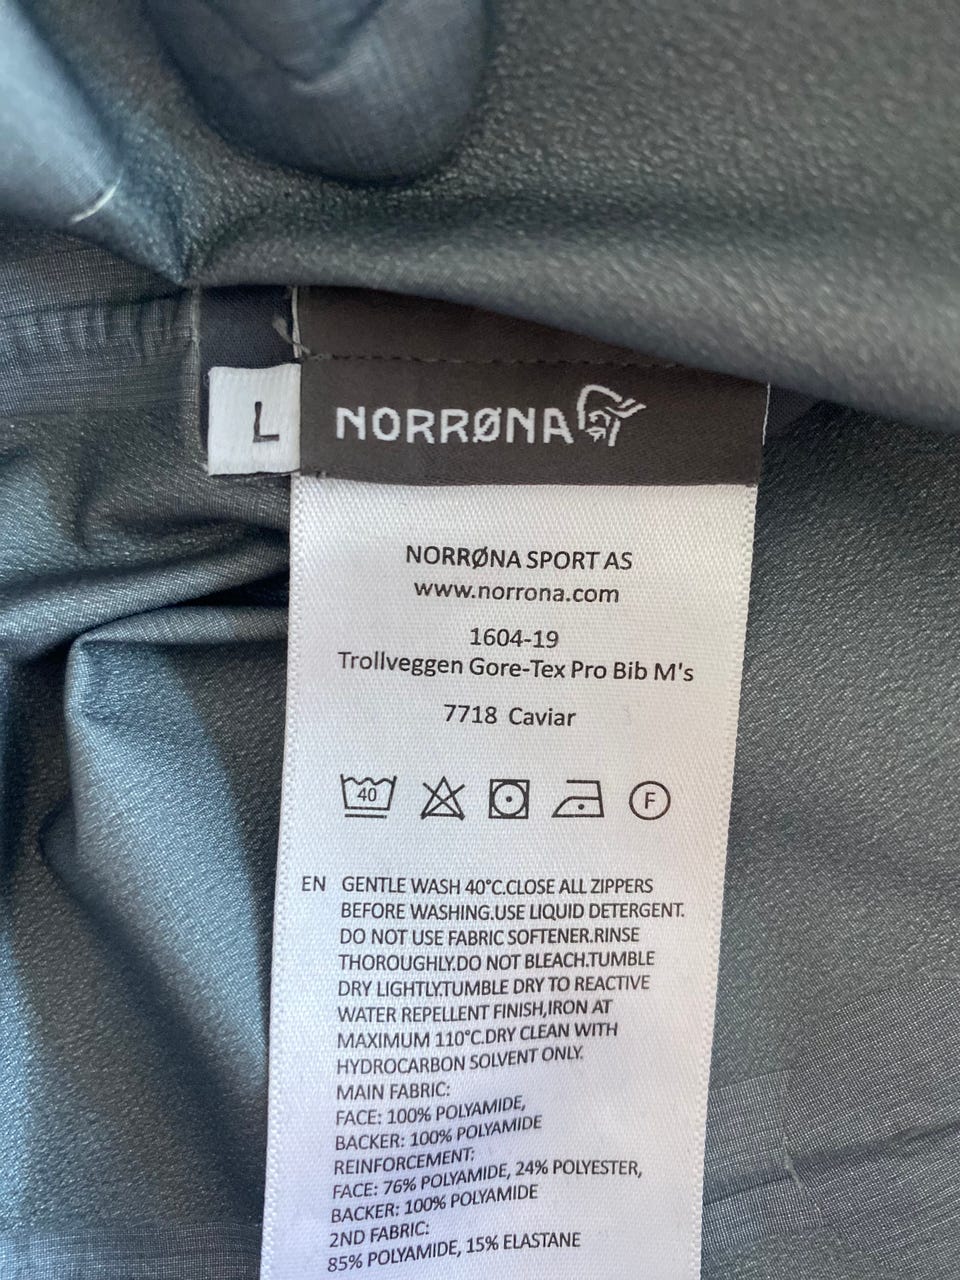 L
NORRØNA
NORRØNA SPORT AS
www.norrona.com
1604-19
Trollveggen Gore-Tex Pro Bib M's
7718 Caviar
40
F
EN GENTLE WASH 40°C.CLOSE ALL ZIPPERS
BEFORE WASHING.USE LIQUID DETERGENT.
DO NOT USE FABRIC SOFTENER.RINSE
THOROUGHLY.DO NOT BLEACH.TUMBLE
DRY LIGHTLY.TUMBLE DRY TO REACTIVE
WATER REPELLENT FINISH,IRON AT
MAXIMUM 110°C.DRY CLEAN WITH
HYDROCARBON SOLVENT ONLY.
MAIN FABRIC:
FACE: 100% POLYAMIDE,
BACKER: 100% POLYAMIDE
REINFORCEMENT:
FACE: 76% POLYAMIDE, 24% POLYESTER,
BACKER: 100% POLYAMIDE
2ND FABRIC:
85% POLYAMIDE, 15% ELASTANE